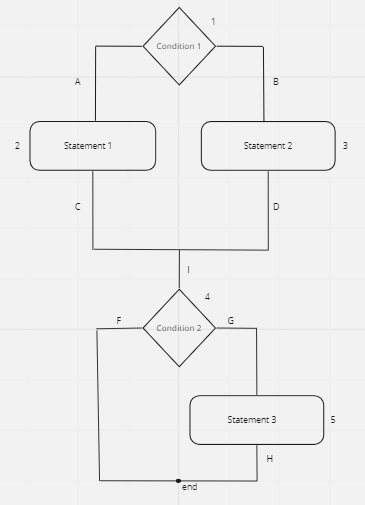 1
Condition 1
A
B
2
Statement 1
Statement 2
3
C
D
I
4
F
Condition 2
G
Statement 3
5
H
end